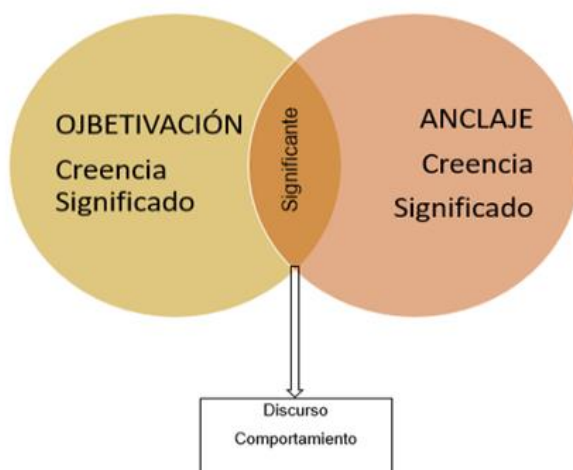 OJBETIVACIÓN
Creencia
Significado
Significante
ANCLAJE
Creencia
Significado
Discurso
Comportamiento